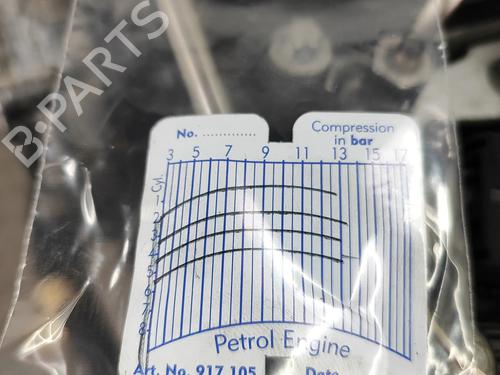 B-PARTS
No. ............
Compression
in bar
3 5 7 9 11 13 15 17
Cyl.
1
2
3
4
5
6
7
8
Petrol Engine
Art. No. 917 105
Date